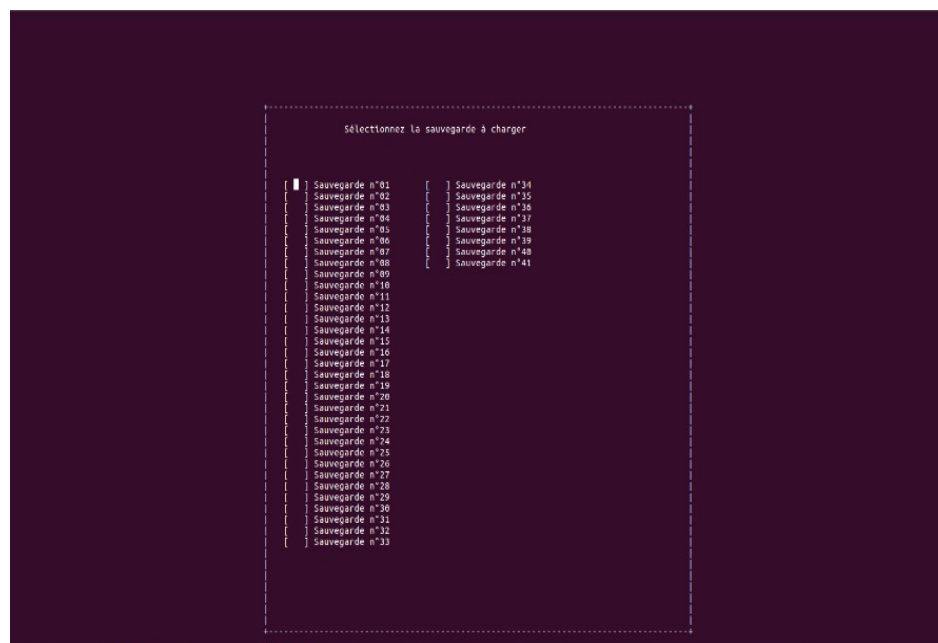 Sélectionnez la sauvegarde à charger
[ ] Sauvegarde n°01
[ ] Sauvegarde n°02
[ ] Sauvegarde n°03
[ ] Sauvegarde n°04
[ ] Sauvegarde n°05
[ ] Sauvegarde n°06
[ ] Sauvegarde n°07
[ ] Sauvegarde n°08
[ ] Sauvegarde n°09
[ ] Sauvegarde n°10
[ ] Sauvegarde n°11
[ ] Sauvegarde n°12
[ ] Sauvegarde n°13
[ ] Sauvegarde n°14
[ ] Sauvegarde n°15
[ ] Sauvegarde n°16
[ ] Sauvegarde n°17
[ ] Sauvegarde n°18
[ ] Sauvegarde n°19
[ ] Sauvegarde n°20
[ ] Sauvegarde n°21
[ ] Sauvegarde n°22
[ ] Sauvegarde n°23
[ ] Sauvegarde n°24
[ ] Sauvegarde n°25
[ ] Sauvegarde n°26
[ ] Sauvegarde n°27
[ ] Sauvegarde n°28
[ ] Sauvegarde n°29
[ ] Sauvegarde n°30
[ ] Sauvegarde n°31
[ ] Sauvegarde n°32
[ ] Sauvegarde n°33
[ ] Sauvegarde n°34
[ ] Sauvegarde n°35
[ ] Sauvegarde n°36
[ ] Sauvegarde n°37
[ ] Sauvegarde n°38
[ ] Sauvegarde n°39
[ ] Sauvegarde n°40
[ ] Sauvegarde n°41